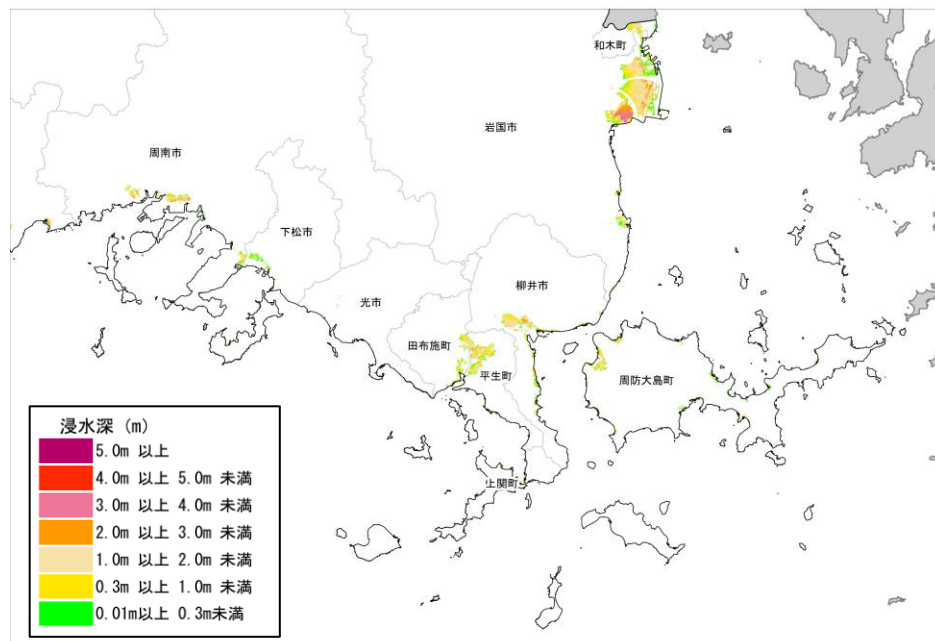 和木町
岩国市
周南市
下松市
柳井市
光市
田布施町
平生町
周防大島町
上関町
浸水深 (m)
5.0m 以上
4.0m 以上 5.0m 未満
3.0m 以上 4.0m 未満
2.0m 以上 3.0m 未満
1.0m 以上 2.0m 未満
0.3m 以上 1.0m 未満
0.01m以上 0.3m未満